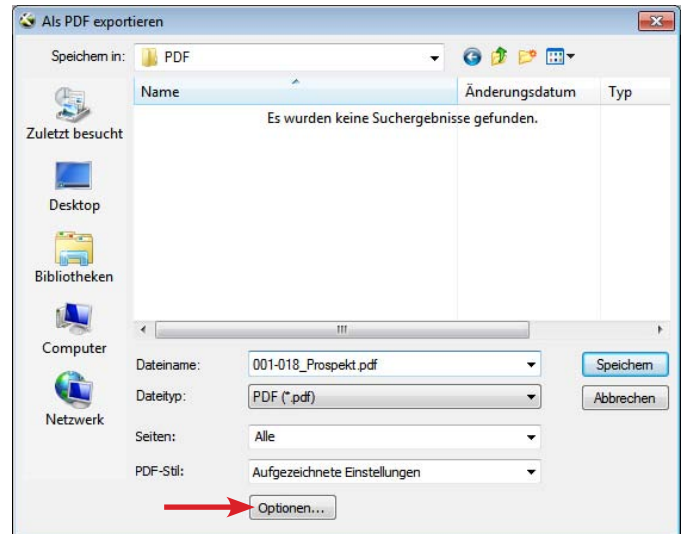 Als PDF exportieren
Speichern in:
PDF
Name
Änderungsdatum
Typ
Es wurden keine Suchergebnisse gefunden.
Zuletzt besucht
Desktop
Bibliotheken
Computer
Netzwerk
Dateiname:
001-018_Prospekt.pdf
Speichern
Dateityp:
PDF (*.pdf)
Abbrechen
Seiten:
Alle
PDF-Stil:
Aufgezeichnete Einstellungen
Optionen...